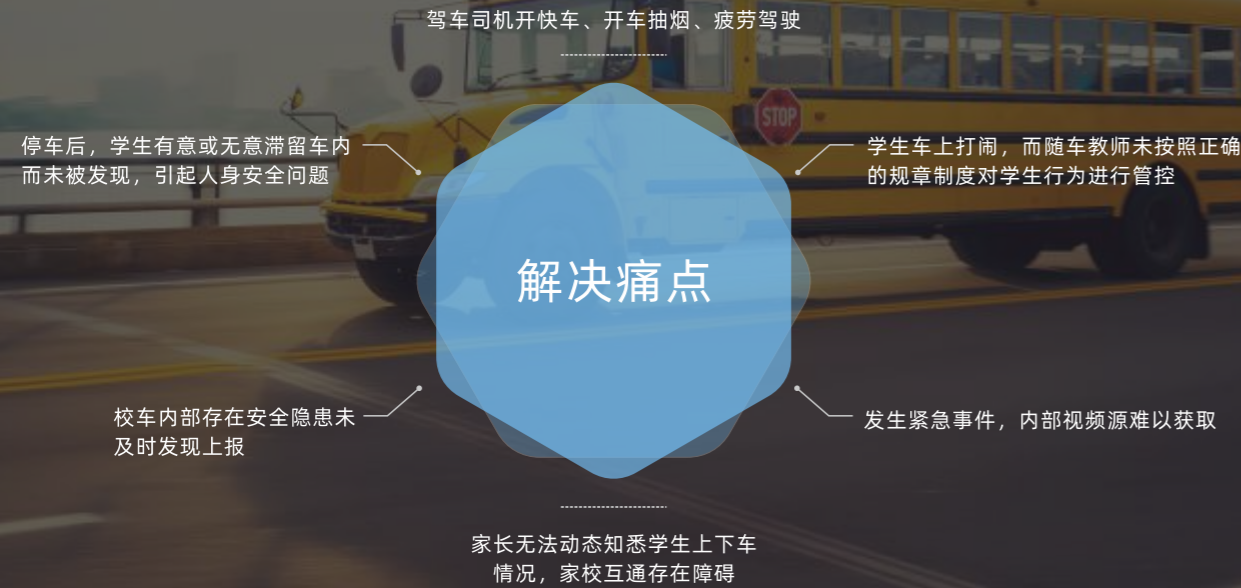 驾车司机开快车、开车抽烟、疲劳驾驶
STOP
停车后，学生有意或无意滞留车内
而未被发现，引起人身安全问题
学生车上打闹，而随车教师未按照正确
的规章制度对学生行为进行管控
解决痛点
校车内部存在安全隐患未
及时发现上报
发生紧急事件，内部视频源难以获取
家长无法动态知悉学生上下车
情况，家校互通存在障碍